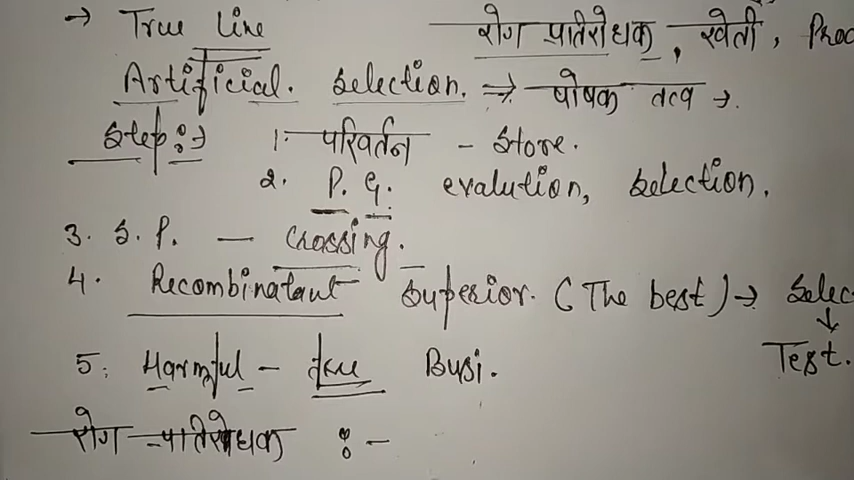 → True line रोग प्रतिरोधक, खेती,
Artificial. Selection. ⇒ पोषक तत्व →.
Step :→ 1. परिवर्तन - Store.
2. P. G. evalution, Selection.
3. S. P. — Crossing.
4. Recombinatant Superior. (The best) → Selec
↓
5. Harmful - Busi. Test.
रोग -प्रतिरोधक :-